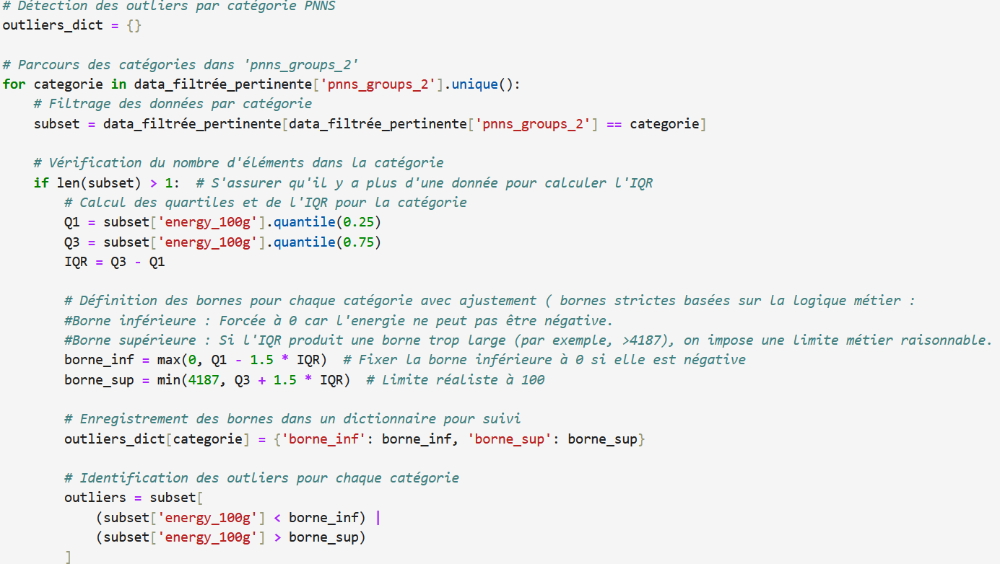 # Détection des outliers par catégorie PNNS
outliers_dict = {}
# Parcours des catégories dans 'pnns_groups_2'
for categorie in data_filtrée_pertinente['pnns_groups_2'].unique():
    # Filtrage des données par catégorie
    subset = data_filtrée_pertinente[data_filtrée_pertinente['pnns_groups_2'] == categorie]
    # Vérification du nombre d'éléments dans la catégorie
    if len(subset) > 1:  # S'assurer qu'il y a plus d'une donnée pour calculer l'IQR
        # Calcul des quartiles et de l'IQR pour la catégorie
        Q1 = subset['energy_100g'].quantile(0.25)
        Q3 = subset['energy_100g'].quantile(0.75)
        IQR = Q3 - Q1
        # Définition des bornes pour chaque catégorie avec ajustement ( bornes strictes basées sur la logique métier :
        #Borne inférieure : Forcée à 0 car l'energie ne peut pas être négative.
        #Borne supérieure : Si l'IQR produit une borne trop large (par exemple, >4187), on impose une limite métier raisonnable.
        borne_inf = max(0, Q1 - 1.5 * IQR)  # Fixer la borne inférieure à 0 si elle est négative
        borne_sup = min(4187, Q3 + 1.5 * IQR)  # Limite réaliste à 100
        # Enregistrement des bornes dans un dictionnaire pour suivi
        outliers_dict[categorie] = {'borne_inf': borne_inf, 'borne_sup': borne_sup}
        # Identification des outliers pour chaque catégorie
        outliers = subset[
            (subset['energy_100g'] < borne_inf) |
            (subset['energy_100g'] > borne_sup)
        ]